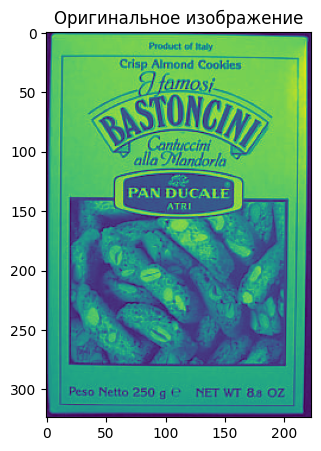 Оригинальное изображение
0
50
100
150
200
250
300
0 50 100 150 200
Product of Italy
Crisp Almond Cookies
I famosi
BASTONCINI
Cantuccini
alla Mandorla
PAN DUCALE
ATRI
Peso Netto 250 g ℮ NET WT 8.8 OZ